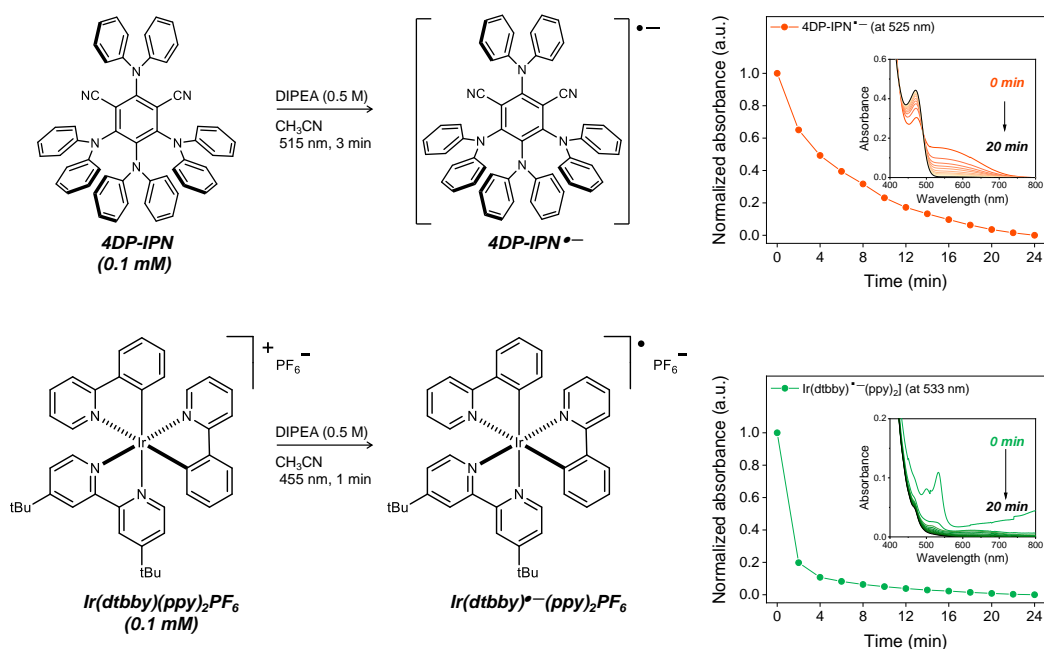 N
NC
CN
N
N
N
4DP-IPN
(0.1 mM)
DIPEA (0.5 M)
CH₃CN
515 nm, 3 min
•−
N
NC
CN
N
N
N
4DP-IPN•−
Normalized absorbance (a.u.)
4DP-IPN•− (at 525 nm)
1.0
0.8
0.6
0.4
0.2
0.0
0 4 8 12 16 20 24
Time (min)
Absorbance
0.6
0.4
0.2
0.0
400 500 600 700 800
Wavelength (nm)
0 min
20 min
+
PF₆−
N
N
Ir
N
N
tBu
tBu
Ir(dtbby)(ppy)₂PF₆
(0.1 mM)
DIPEA (0.5 M)
CH₃CN
455 nm, 1 min
•
PF₆−
N
N
Ir
N
N
tBu
tBu
Ir(dtbby)•−(ppy)₂PF₆
Normalized absorbance (a.u.)
Ir(dtbby)•−(ppy)₂] (at 533 nm)
1.0
0.8
0.6
0.4
0.2
0.0
0 4 8 12 16 20 24
Time (min)
Absorbance
0.2
0.1
0.0
400 500 600 700 800
Wavelength (nm)
0 min
20 min